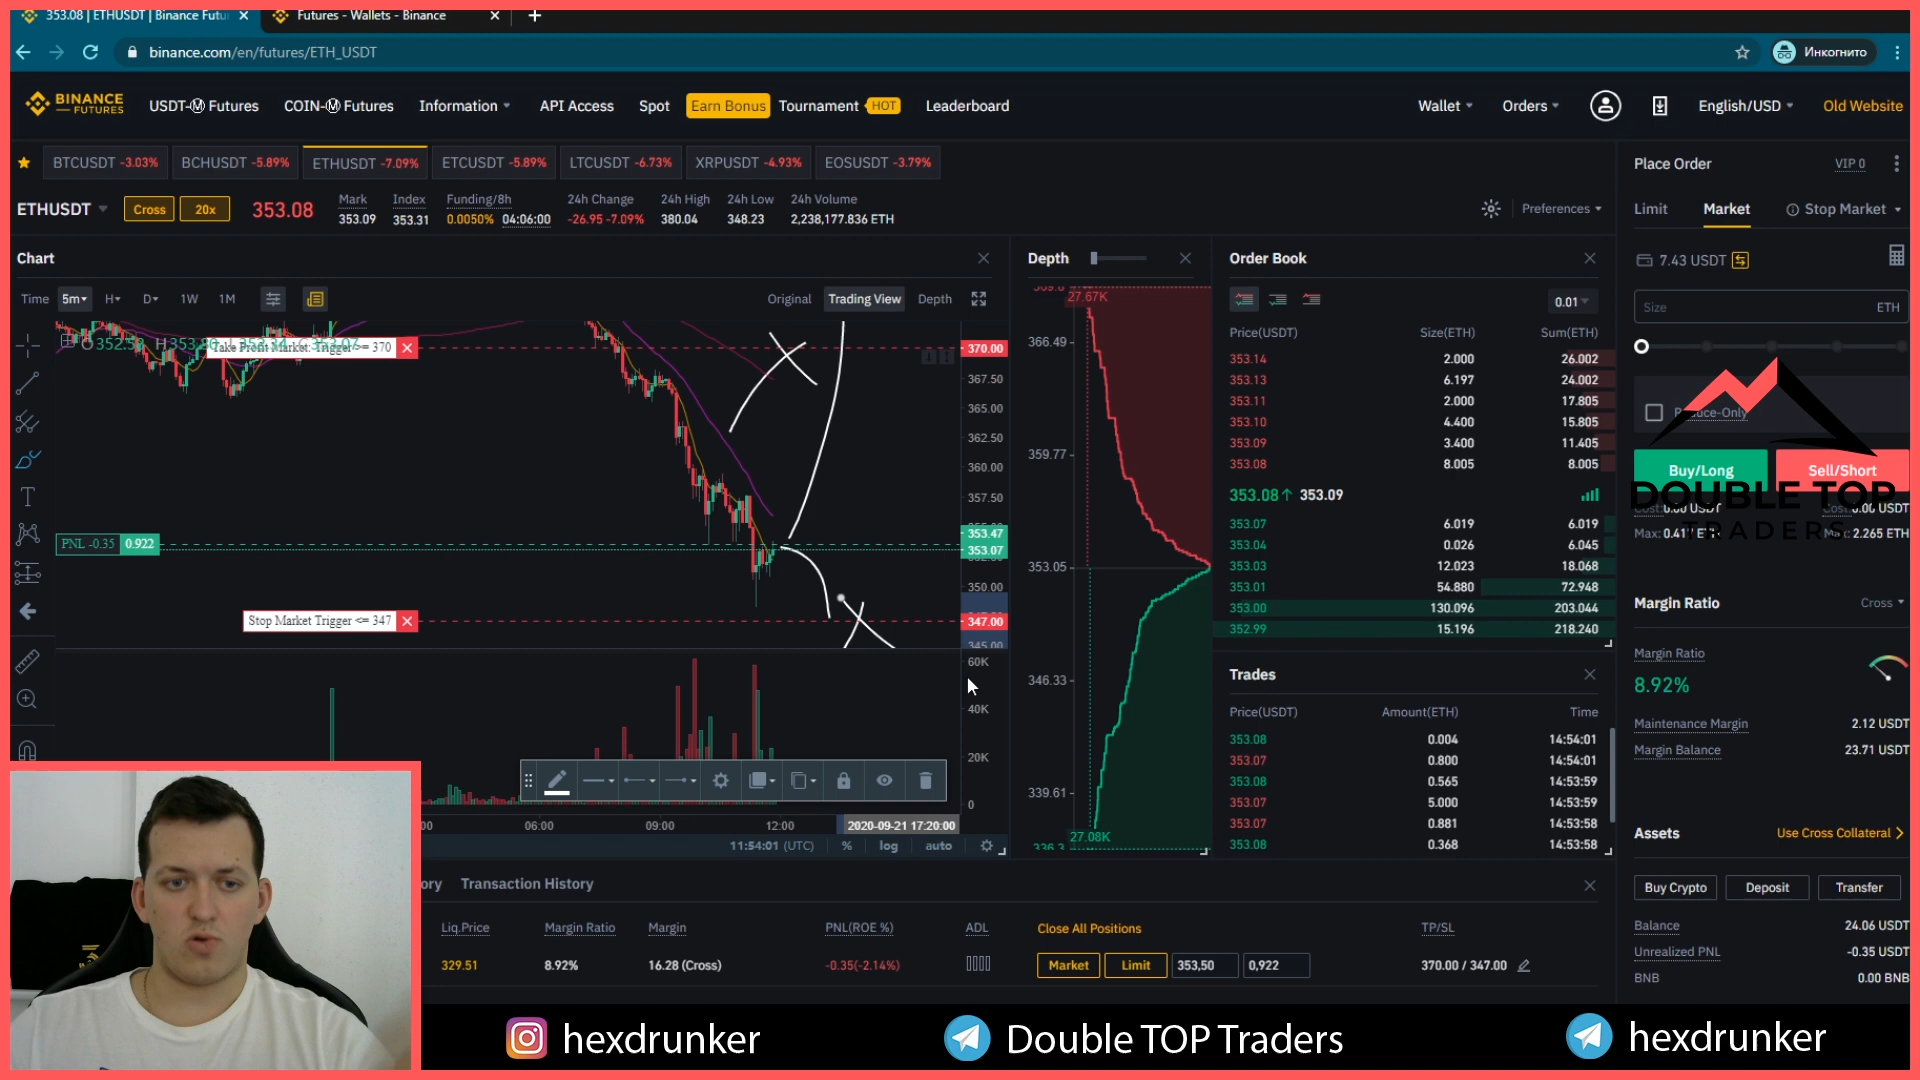 353.08 | ETHUSDT | Binance Futu
Futures - Wallets - Binance
binance.com/en/futures/ETH_USDT
Инкогнито
BINANCE
FUTURES
USDT-Ⓜ Futures
COIN-Ⓜ Futures
Information
API Access
Spot
Earn Bonus
Tournament
HOT
Leaderboard
Wallet
Orders
English/USD
Old Website
BTCUSDT -3.03%
BCHUSDT -5.89%
ETHUSDT -7.09%
ETCUSDT -5.89%
LTCUSDT -6.73%
XRPUSDT -4.93%
EOSUSDT -3.79%
ETHUSDT
Cross
20x
353.08
Mark
353.09
Index
353.31
Funding/8h
0.0050% 04:06:00
24h Change
-26.95 -7.09%
24h High
380.04
24h Low
348.23
24h Volume
2,238,177.836 ETH
Preferences
Chart
Time 5m H D 1W 1M
Original
Trading View
Depth
O352.58
Take Profit Market: Trigger >= 370
370.00
367.50
365.00
362.50
360.00
357.50
353.47
353.07
350.00
347.00
345.00
PNL -0.35 0.922
Stop Market Trigger <= 347
60K
40K
20K
0
06:00
09:00
12:00
2020-09-21 17:20:00
11:54:01 (UTC)
%
log
auto
Depth
27.67K
366.49
359.77
353.05
346.33
339.61
27.08K
336.3
Order Book
0.01
Price(USDT) Size(ETH) Sum(ETH)
353.14 2.000 26.002
353.13 6.197 24.002
353.11 2.000 17.805
353.10 4.400 15.805
353.09 3.400 11.405
353.08 8.005 8.005
353.08↑ 353.09
353.07 6.019 6.019
353.04 0.026 6.045
353.03 12.023 18.068
353.01 54.880 72.948
353.00 130.096 203.044
352.99 15.196 218.240
Trades
Price(USDT) Amount(ETH) Time
353.08 0.004 14:54:01
353.07 0.800 14:54:01
353.08 0.565 14:53:59
353.07 5.000 14:53:59
353.07 0.881 14:53:58
353.08 0.368 14:53:58
Place Order
VIP 0
Limit
Market
Stop Market
7.43 USDT
Size
ETH
Buy/Long
Sell/Short
DOUBLE TOP
TRADERS
Max: 2.265 ETH
Margin Ratio
Cross
Margin Ratio
8.92%
Maintenance Margin
2.12 USDT
Margin Balance
23.71 USDT
Assets
Use Cross Collateral
Buy Crypto
Deposit
Transfer
Balance
24.06 USDT
Unrealized PNL
-0.35 USDT
BNB
0.00 BNB
ory
Transaction History
Liq.Price
Margin Ratio
Margin
PNL(ROE %)
ADL
Close All Positions
TP/SL
329.51
8.92%
16.28 (Cross)
-0.35(-2.14%)
Market
Limit
353,50
0,922
370.00 / 347.00
hexdrunker
Double TOP Traders
hexdrunker